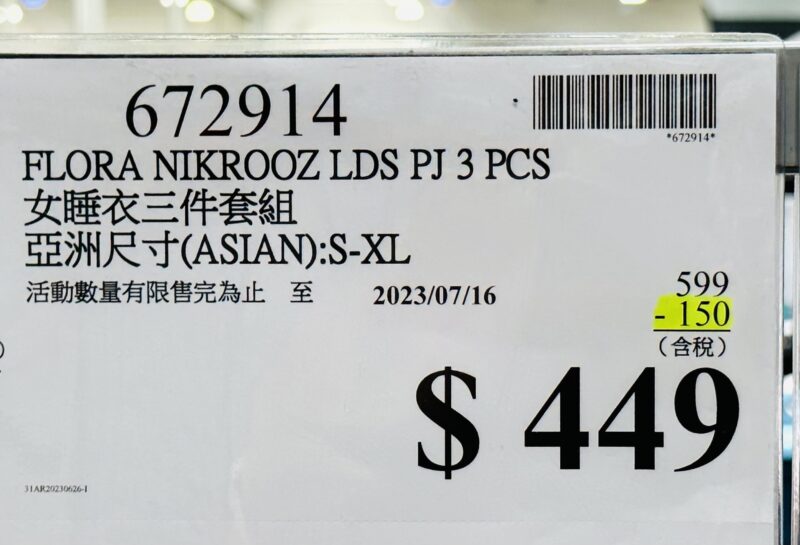 672914
*672914*
FLORA NIKROOZ LDS PJ 3 PCS
女睡衣三件套組
亞洲尺寸(ASIAN):S-XL
活動數量有限售完為止 至 2023/07/16
599
- 150
（含稅）
$ 449
31AR20230626-1